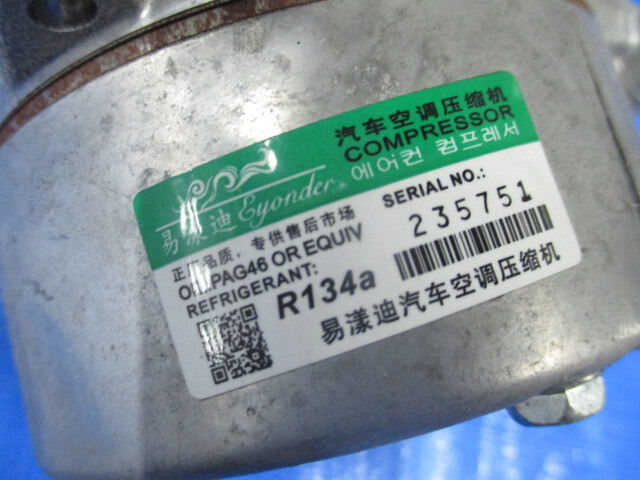 汽车空调压缩机
COMPRESSOR
에어컨 컴프레서
易漾迪 Eyonder
正厂品质，专供售后市场
OIL:PAG46 OR EQUIV
REFRIGERANT:
R134a
SERIAL NO.:
235751
易漾迪汽车空调压缩机